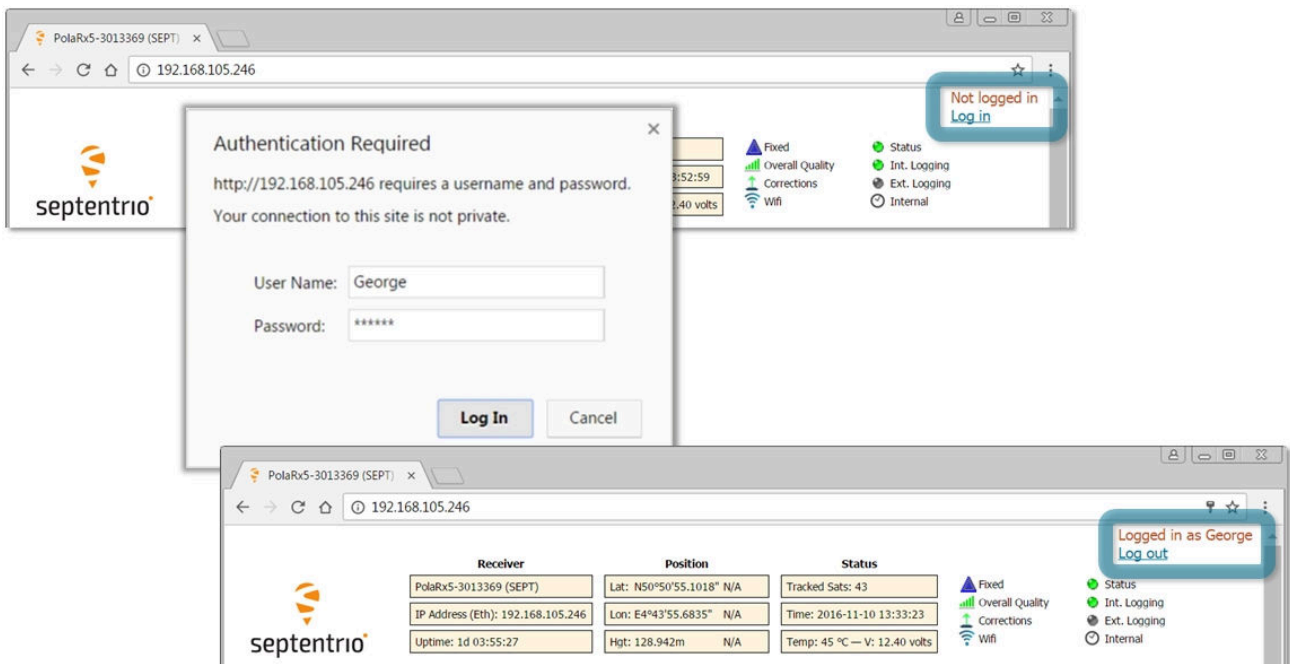 PolaRx5-3013369 (SEPT)
192.168.105.246
Not logged in
Log in
septentrio
3:52:59
2.40 volts
Fixed
Overall Quality
Corrections
Wifi
Status
Int. Logging
Ext. Logging
Internal
Authentication Required
http://192.168.105.246 requires a username and password.
Your connection to this site is not private.
User Name: George
Password: ******
Log In Cancel
PolaRx5-3013369 (SEPT)
192.168.105.246
Logged in as George
Log out
septentrio
Receiver
PolaRx5-3013369 (SEPT)
IP Address (Eth): 192.168.105.246
Uptime: 1d 03:55:27
Position
Lat: N50°50'55.1018" N/A
Lon: E4°43'55.6835" N/A
Hgt: 128.942m N/A
Status
Tracked Sats: 43
Time: 2016-11-10 13:33:23
Temp: 45 °C — V: 12.40 volts
Fixed
Overall Quality
Corrections
Wifi
Status
Int. Logging
Ext. Logging
Internal